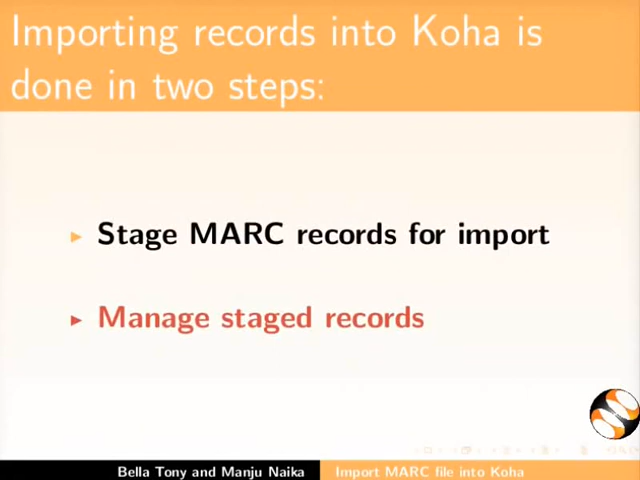 Importing records into Koha is
done in two steps:
Stage MARC records for import
Manage staged records
Bella Tony and Manju Naika
Import MARC file into Koha